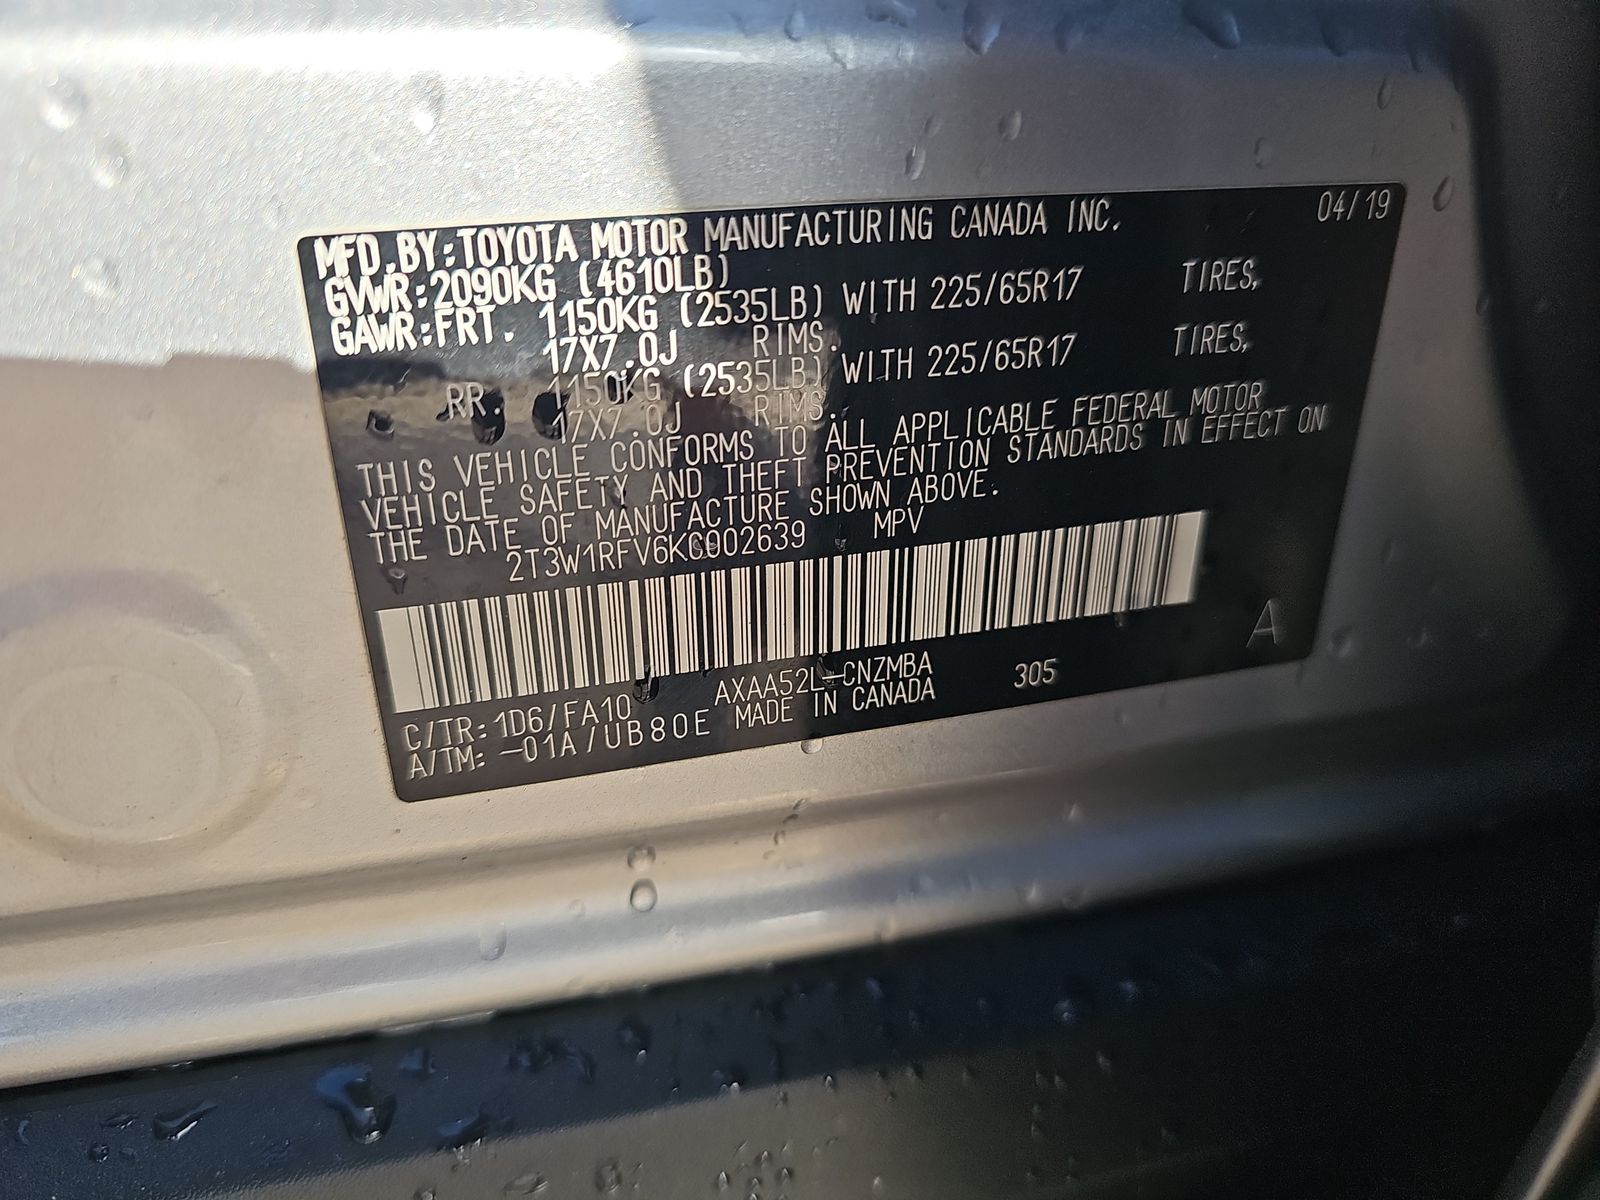 04/19
MFD.BY:TOYOTA MOTOR MANUFACTURING CANADA INC.
GVWR:2090KG (4610LB)
GAWR:FRT. 1150KG (2535LB) WITH 225/65R17 TIRES,
17X7.0J RIMS.
RR. 1150KG (2535LB) WITH 225/65R17 TIRES,
17X7.0J RIMS.
THIS VEHICLE CONFORMS TO ALL APPLICABLE FEDERAL MOTOR
VEHICLE SAFETY AND THEFT PREVENTION STANDARDS IN EFFECT ON
THE DATE OF MANUFACTURE SHOWN ABOVE.
MPV
A
C/TR:1D6/FA10 AXAA52L-CNZMBA 305
A/TM: -01A/UB80E MADE IN CANADA